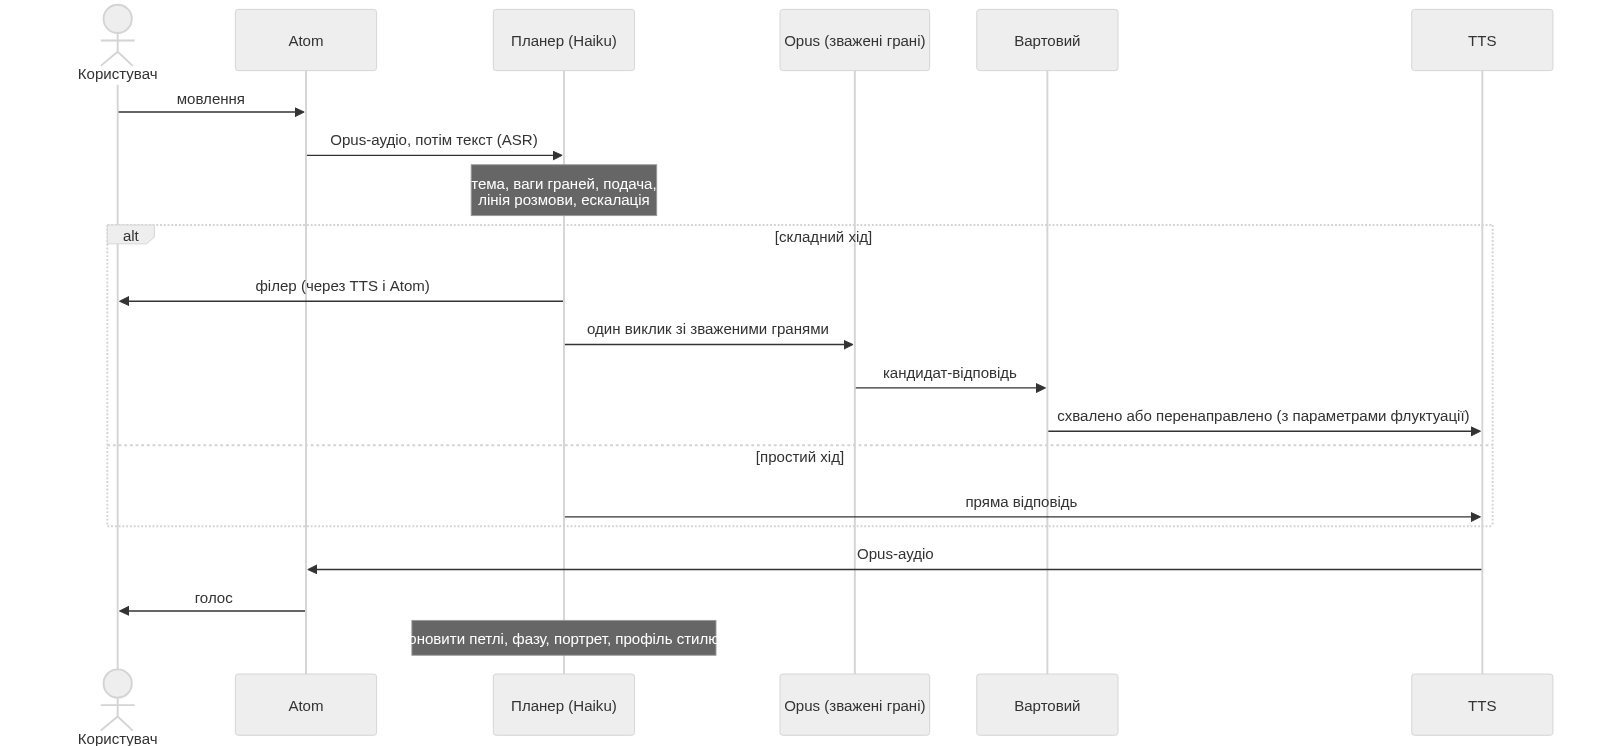 Користувач
Atom
Планер (Haiku)
Opus (зважені грані)
Вартовий
TTS
мовлення
Opus-аудіо, потім текст (ASR)
тема, ваги граней, подача,
лінія розмови, ескалація
alt
[складний хід]
філер (через TTS і Atom)
один виклик зі зваженими гранями
кандидат-відповідь
схвалено або перенаправлено (з параметрами флуктуації)
[простий хід]
пряма відповідь
Opus-аудіо
голос
петлі, фазу, портрет, профіль
Користувач
Atom
Планер (Haiku)
Opus (зважені грані)
Вартовий
TTS